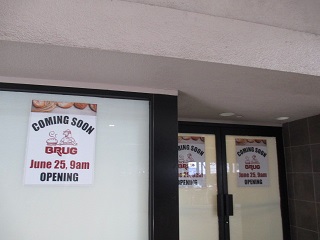 COMING SOON
BRUG
June 25, 9am
OPENING
COMING SOON
BRUG
June 25, 9am
OPENING
COMING SOON
BRUG
June 25, 9am
OPENING